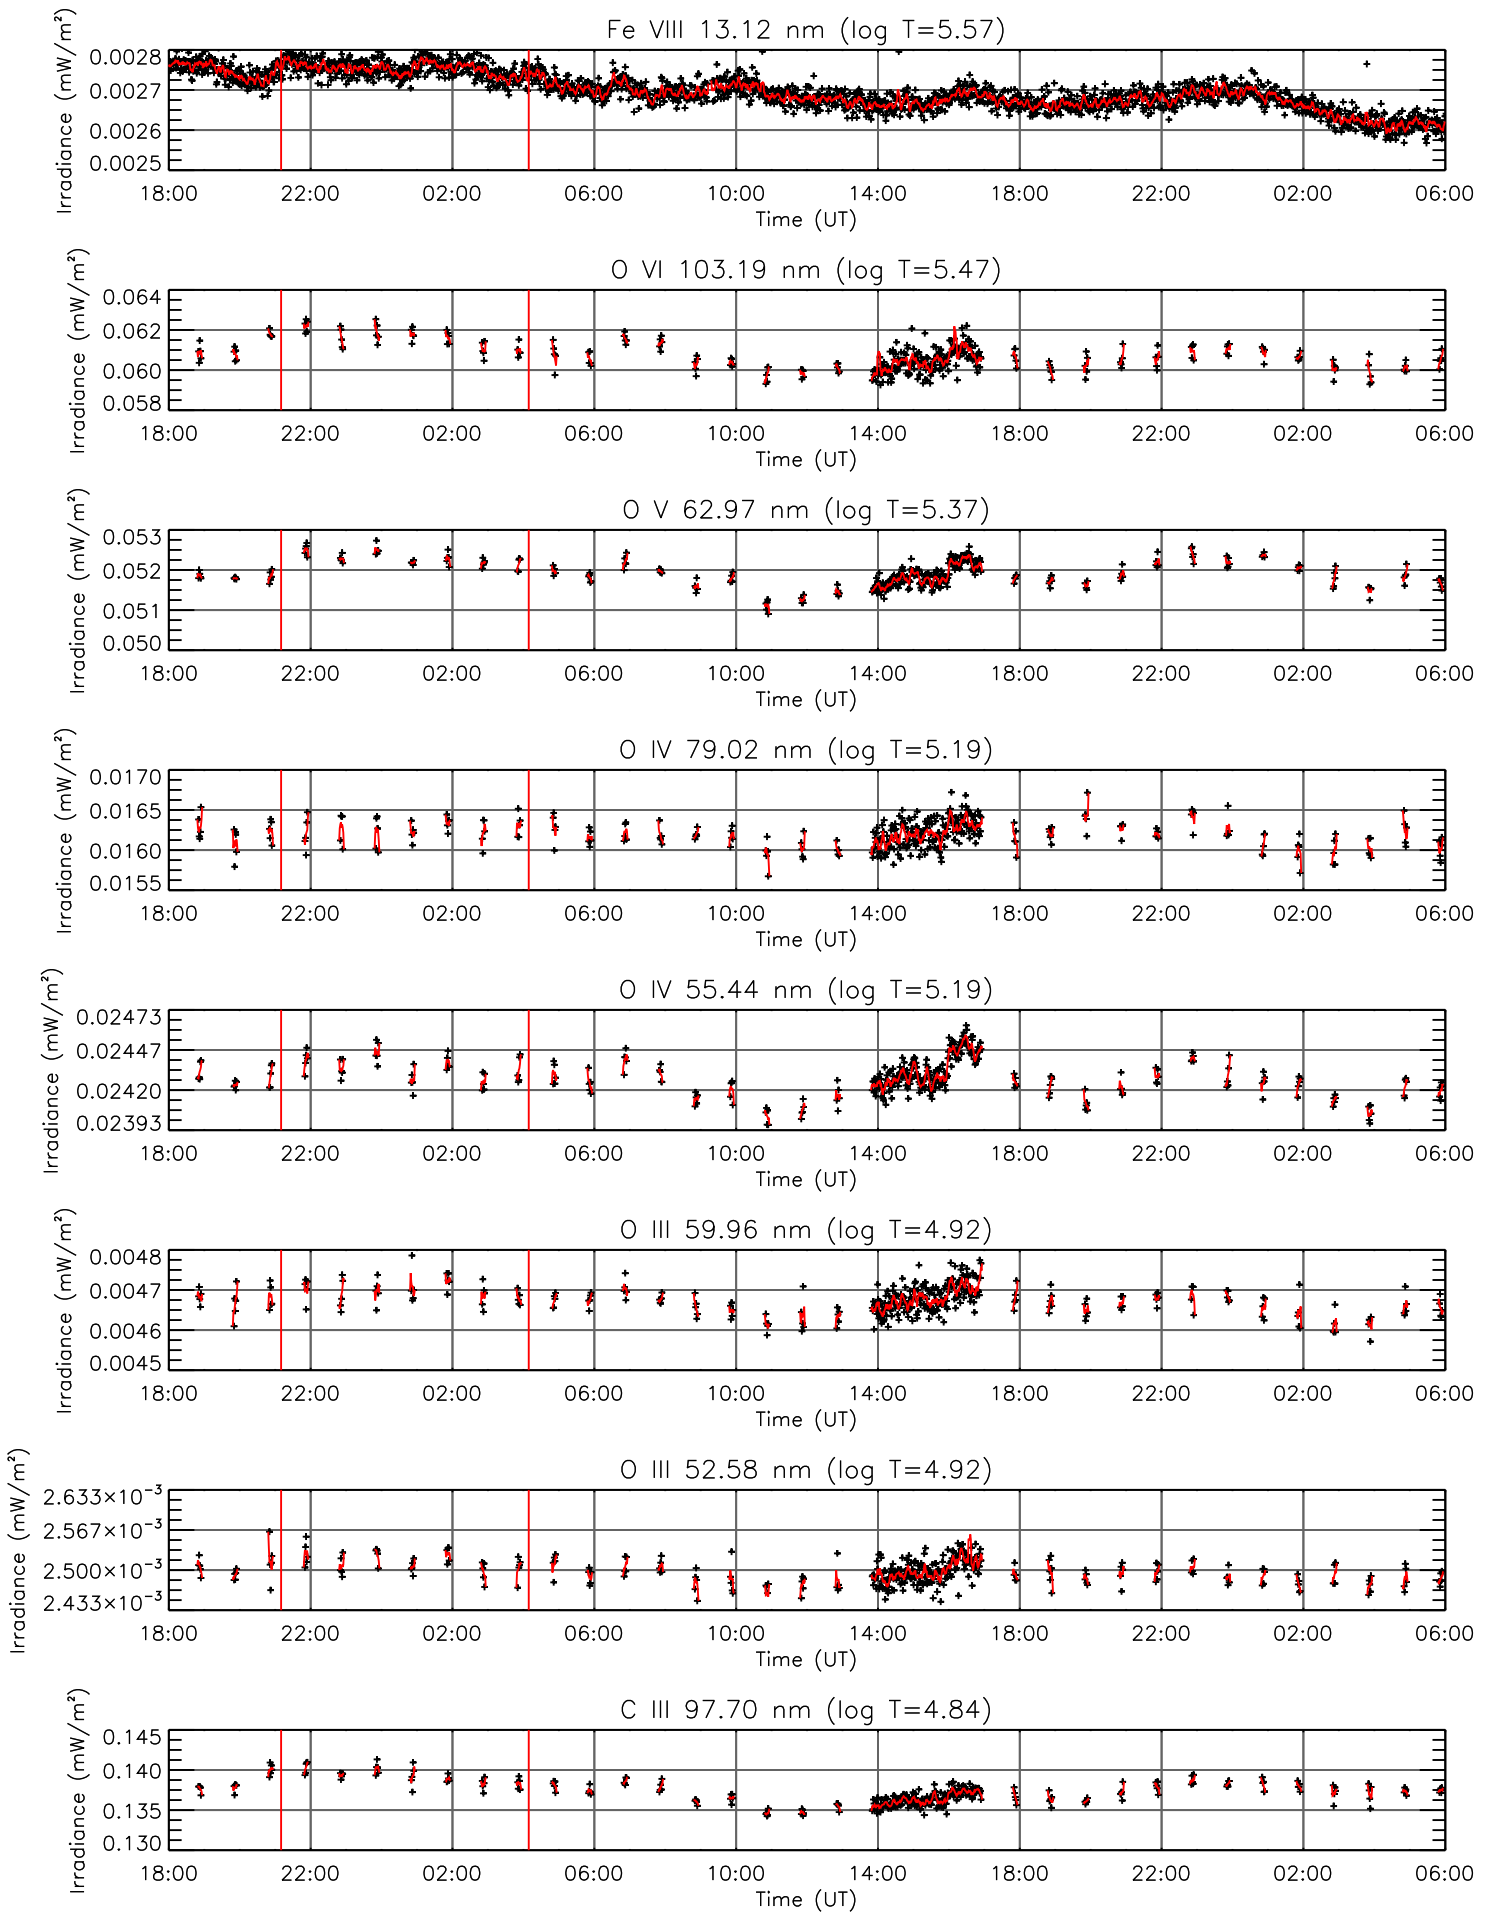 Fe VIII 13.12 nm (log T=5.57)
Irradiance (mW/m²)
0.0028
0.0027
0.0026
0.0025
18:00 22:00 02:00 06:00 10:00 14:00 18:00 22:00 02:00 06:00
Time (UT)
O VI 103.19 nm (log T=5.47)
Irradiance (mW/m²)
0.064
0.062
0.060
0.058
18:00 22:00 02:00 06:00 10:00 14:00 18:00 22:00 02:00 06:00
Time (UT)
O V 62.97 nm (log T=5.37)
Irradiance (mW/m²)
0.053
0.052
0.051
0.050
18:00 22:00 02:00 06:00 10:00 14:00 18:00 22:00 02:00 06:00
Time (UT)
O IV 79.02 nm (log T=5.19)
Irradiance (mW/m²)
0.0170
0.0165
0.0160
0.0155
18:00 22:00 02:00 06:00 10:00 14:00 18:00 22:00 02:00 06:00
Time (UT)
O IV 55.44 nm (log T=5.19)
Irradiance (mW/m²)
0.02473
0.02447
0.02420
0.02393
18:00 22:00 02:00 06:00 10:00 14:00 18:00 22:00 02:00 06:00
Time (UT)
O III 59.96 nm (log T=4.92)
Irradiance (mW/m²)
0.0048
0.0047
0.0046
0.0045
18:00 22:00 02:00 06:00 10:00 14:00 18:00 22:00 02:00 06:00
Time (UT)
O III 52.58 nm (log T=4.92)
Irradiance (mW/m²)
2.633×10⁻³
2.567×10⁻³
2.500×10⁻³
2.433×10⁻³
18:00 22:00 02:00 06:00 10:00 14:00 18:00 22:00 02:00 06:00
Time (UT)
C III 97.70 nm (log T=4.84)
Irradiance (mW/m²)
0.145
0.140
0.135
0.130
18:00 22:00 02:00 06:00 10:00 14:00 18:00 22:00 02:00 06:00
Time (UT)